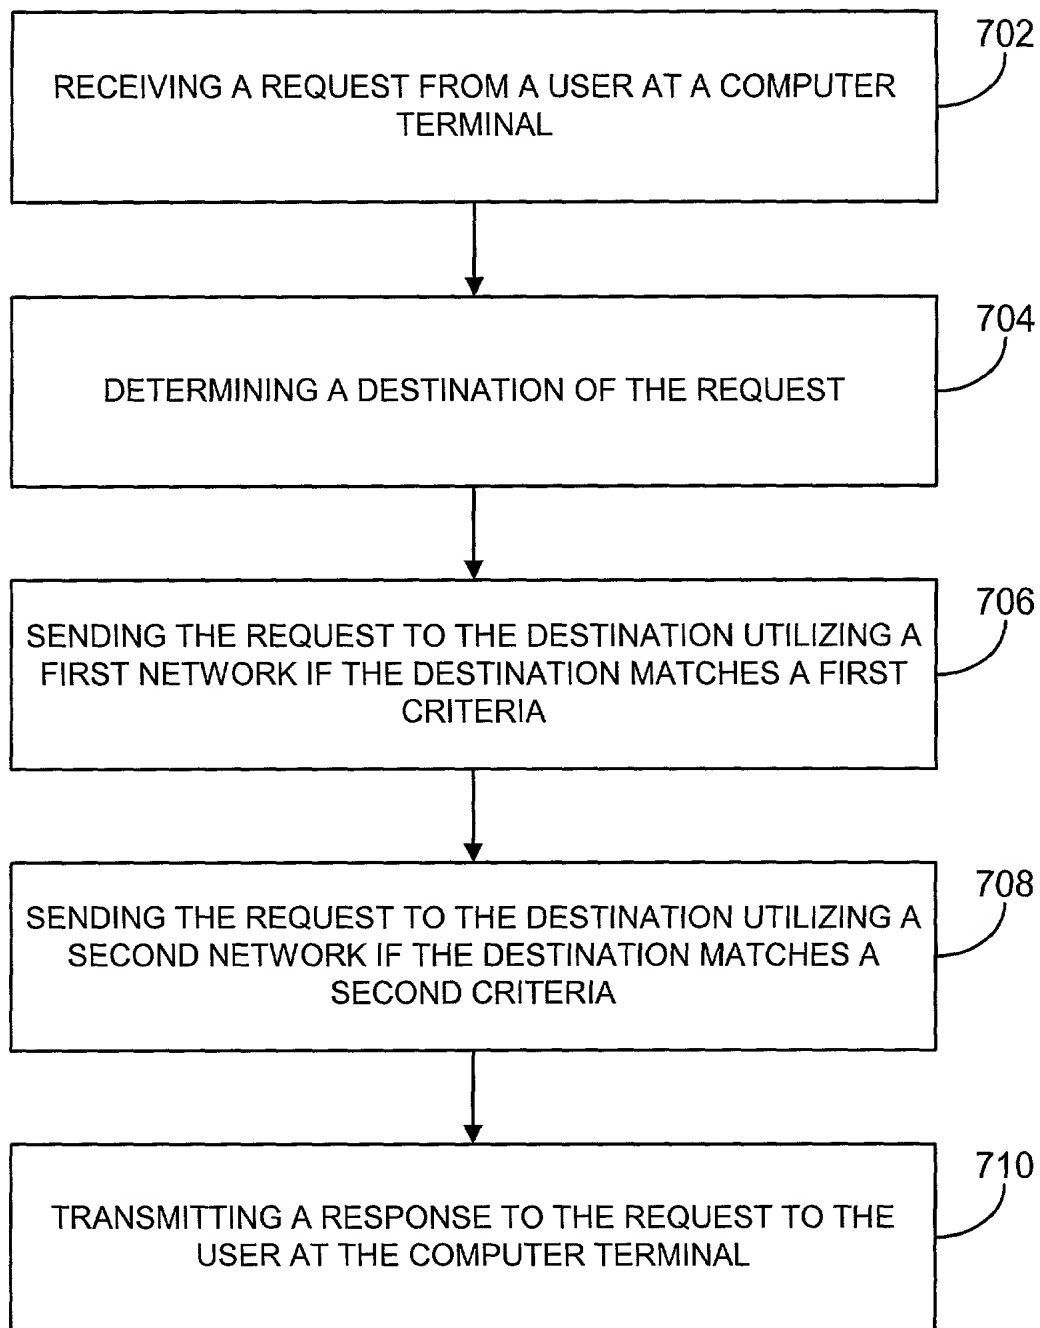 702
RECEIVING A REQUEST FROM A USER AT A COMPUTER
TERMINAL
704
DETERMINING A DESTINATION OF THE REQUEST
706
SENDING THE REQUEST TO THE DESTINATION UTILIZING A
FIRST NETWORK IF THE DESTINATION MATCHES A FIRST
CRITERIA
708
SENDING THE REQUEST TO THE DESTINATION UTILIZING A
SECOND NETWORK IF THE DESTINATION MATCHES A
SECOND CRITERIA
710
TRANSMITTING A RESPONSE TO THE REQUEST TO THE
USER AT THE COMPUTER TERMINAL